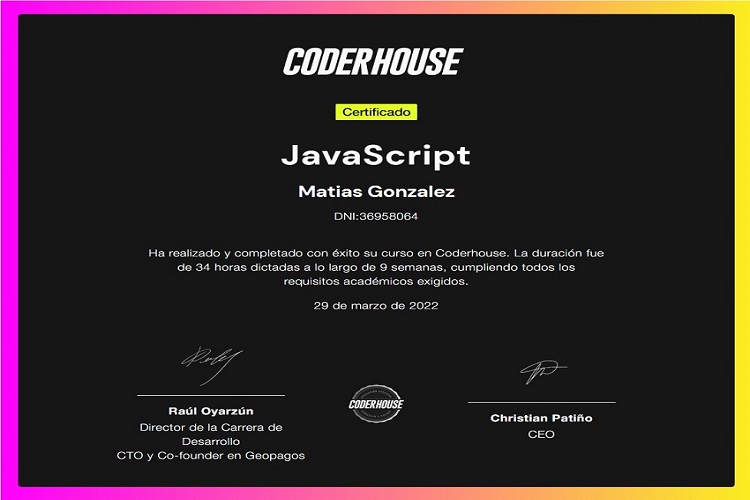 CODERHOUSE
Certificado
JavaScript
Matias Gonzalez
DNI:36958064
Ha realizado y completado con éxito su curso en Coderhouse. La duración fue
de 34 horas dictadas a lo largo de 9 semanas, cumpliendo todos los
requisitos académicos exigidos.
29 de marzo de 2022
Raúl Oyarzún
Director de la Carrera de
Desarrollo
CTO y Co-founder en Geopagos
CODERHOUSE
Christian Patiño
CEO